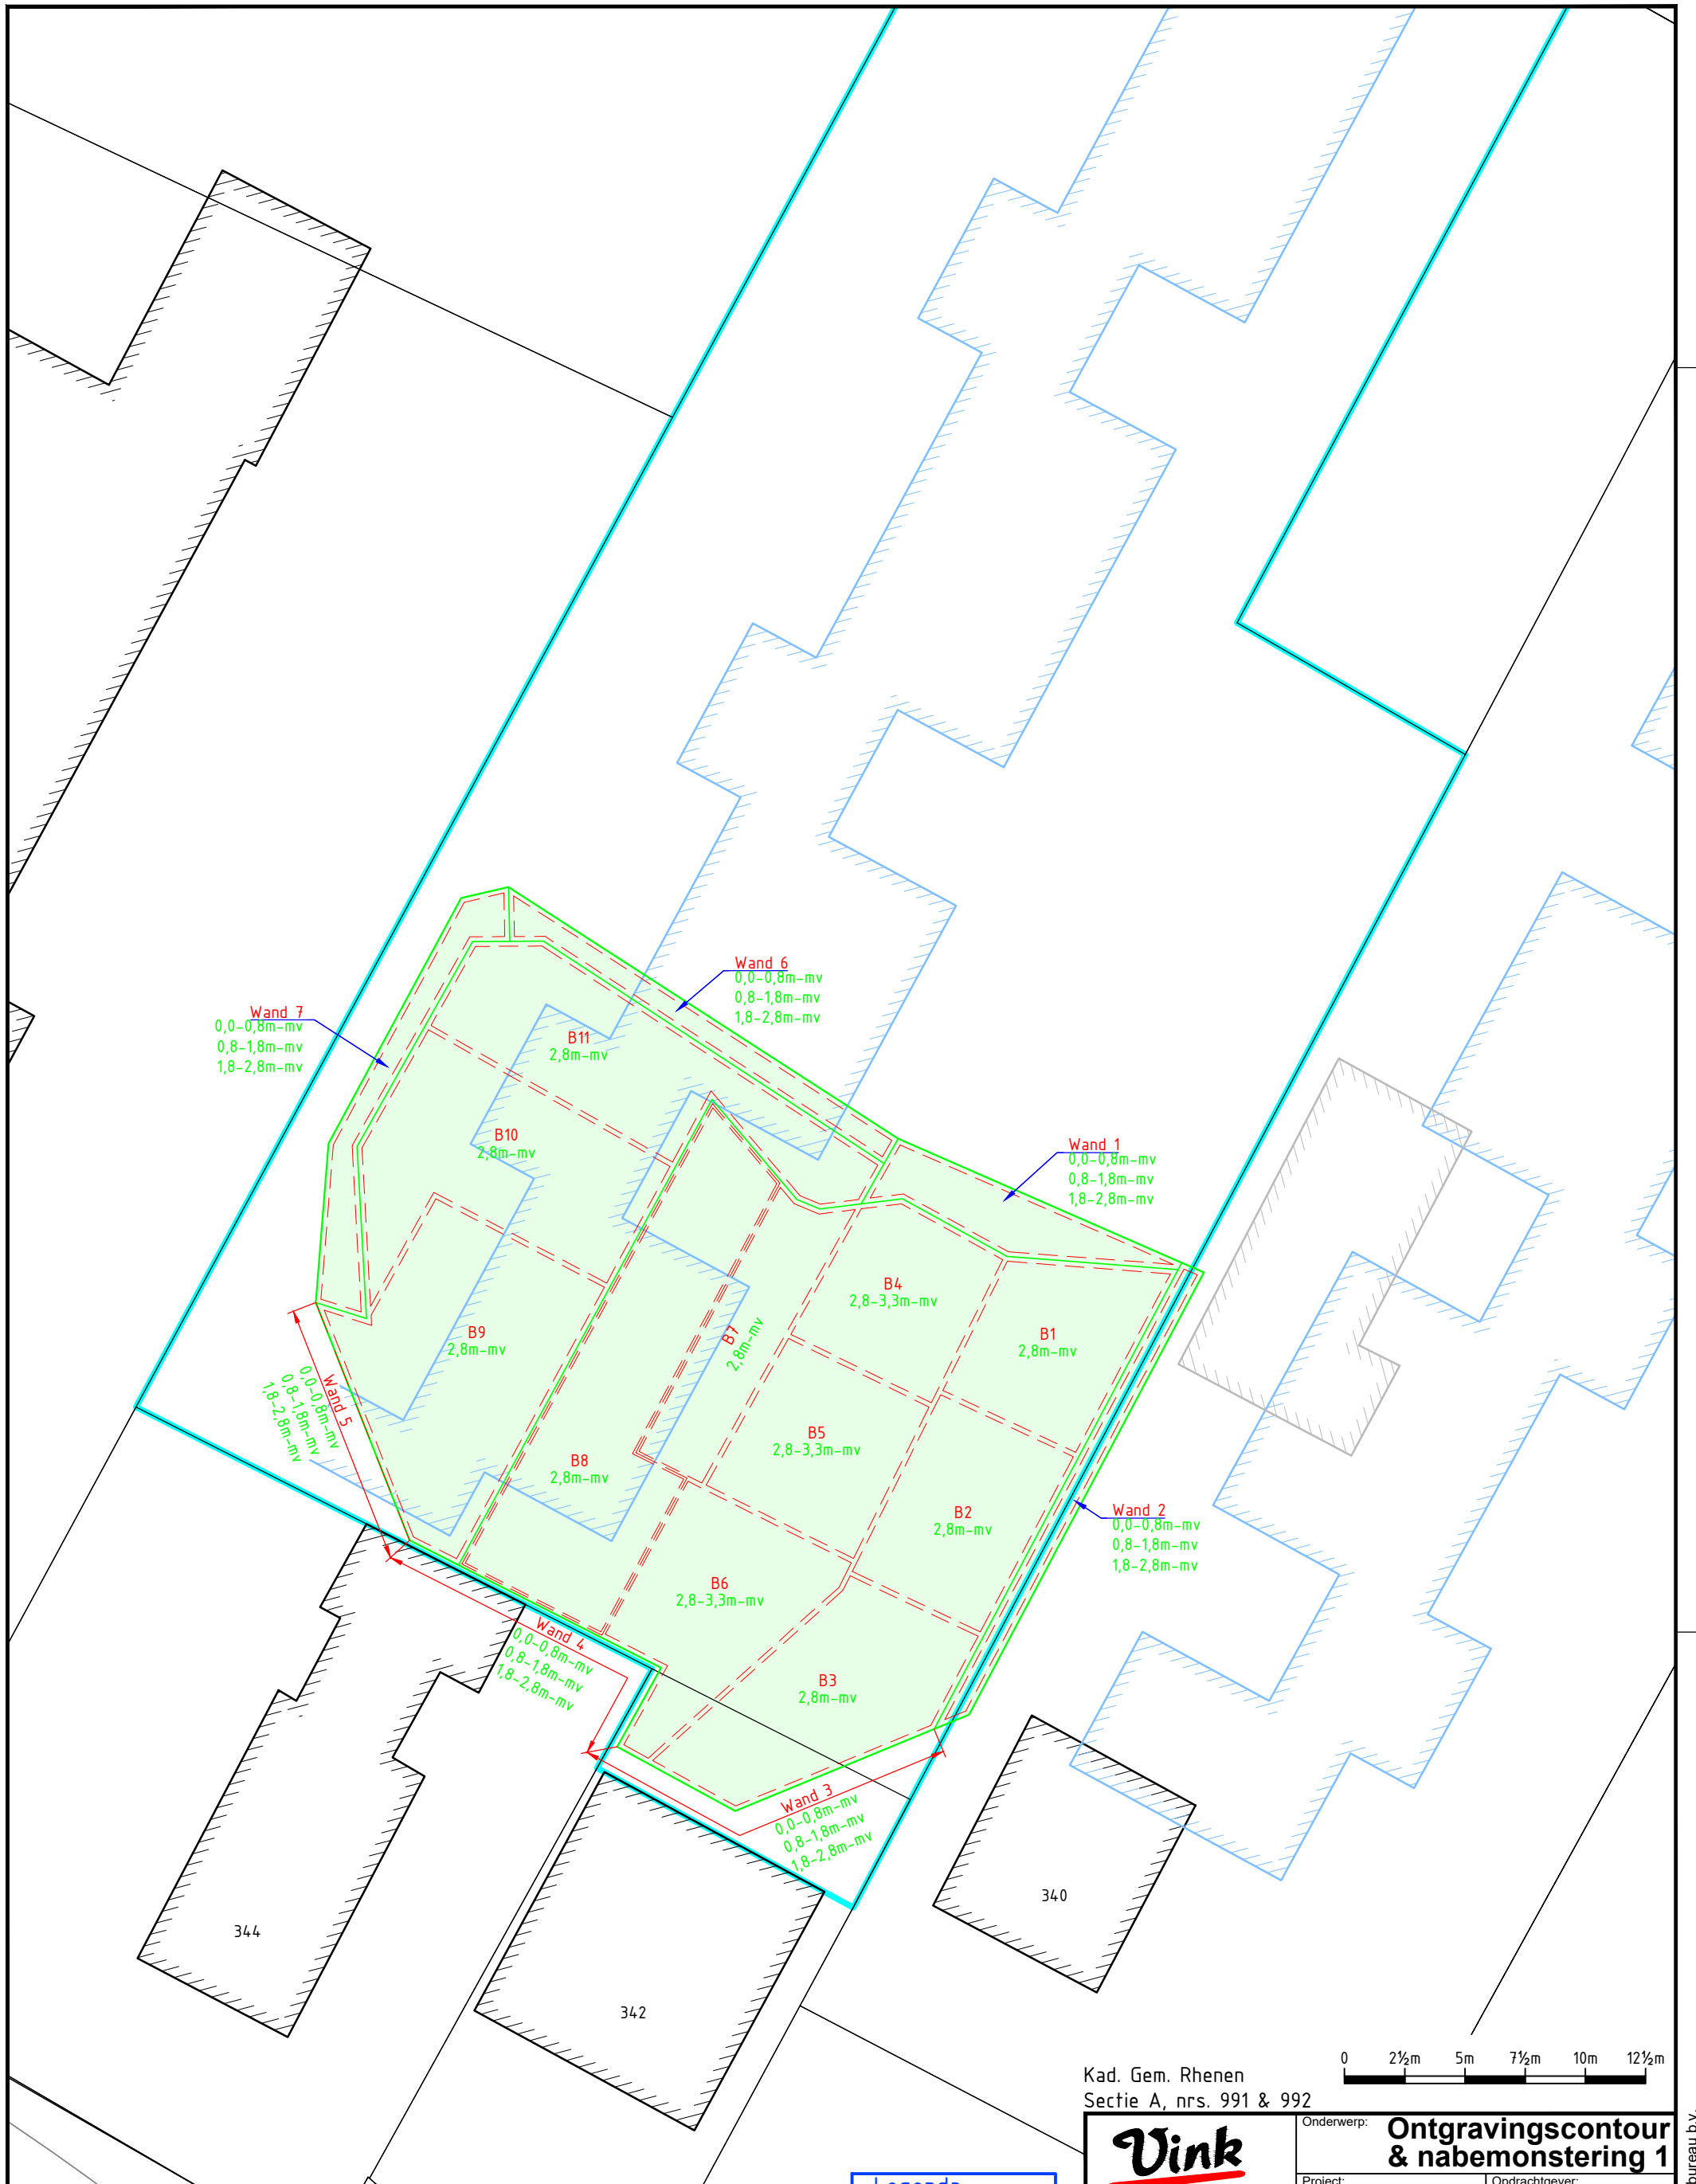 Wand 6
0,0-0,8m-mv
0,8-1,8m-mv
1,8-2,8m-mv
Wand 7
0,0-0,8m-mv
0,8-1,8m-mv
1,8-2,8m-mv
B11
2,8m-mv
B10
2,8m-mv
Wand 1
0,0-0,8m-mv
0,8-1,8m-mv
1,8-2,8m-mv
B4
2,8-3,3m-mv
B1
2,8m-mv
B7
2,8m-mv
B9
2,8m-mv
Wand 5
0,0-0,8m-mv
0,8-1,8m-mv
1,8-2,8m-mv
B5
2,8-3,3m-mv
B8
2,8m-mv
B2
2,8m-mv
Wand 2
0,0-0,8m-mv
0,8-1,8m-mv
1,8-2,8m-mv
B6
2,8-3,3m-mv
Wand 4
0,0-0,8m-mv
0,8-1,8m-mv
1,8-2,8m-mv
B3
2,8m-mv
Wand 3
0,0-0,8m-mv
0,8-1,8m-mv
1,8-2,8m-mv
340
344
342
0 2½m 5m 7½m 10m 12½m
Kad. Gem. Rhenen
Sectie A, nrs. 991 & 992
Vink
Onderwerp: Ontgravingscontour
& nabemonstering 1
Project: Opdrachtgever:
Legenda
bureau b.v.